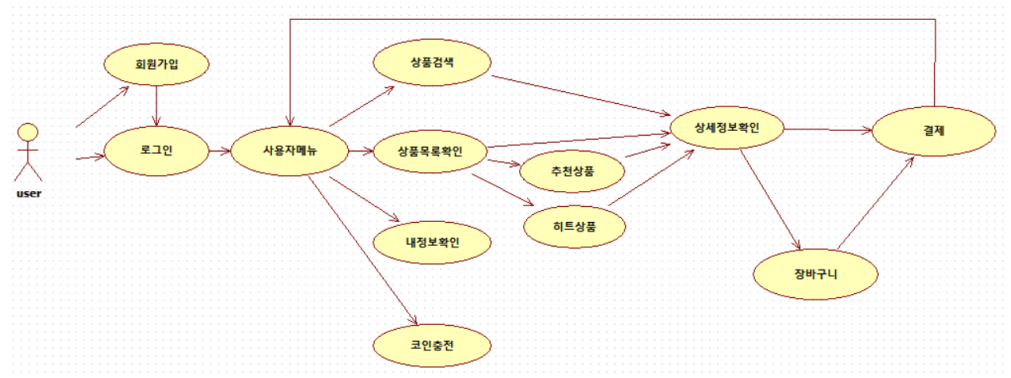 회원가입
상품검색
상세정보확인
결제
로그인
사용자메뉴
상품목록확인
추천상품
user
히트상품
내정보확인
장바구니
코인충전